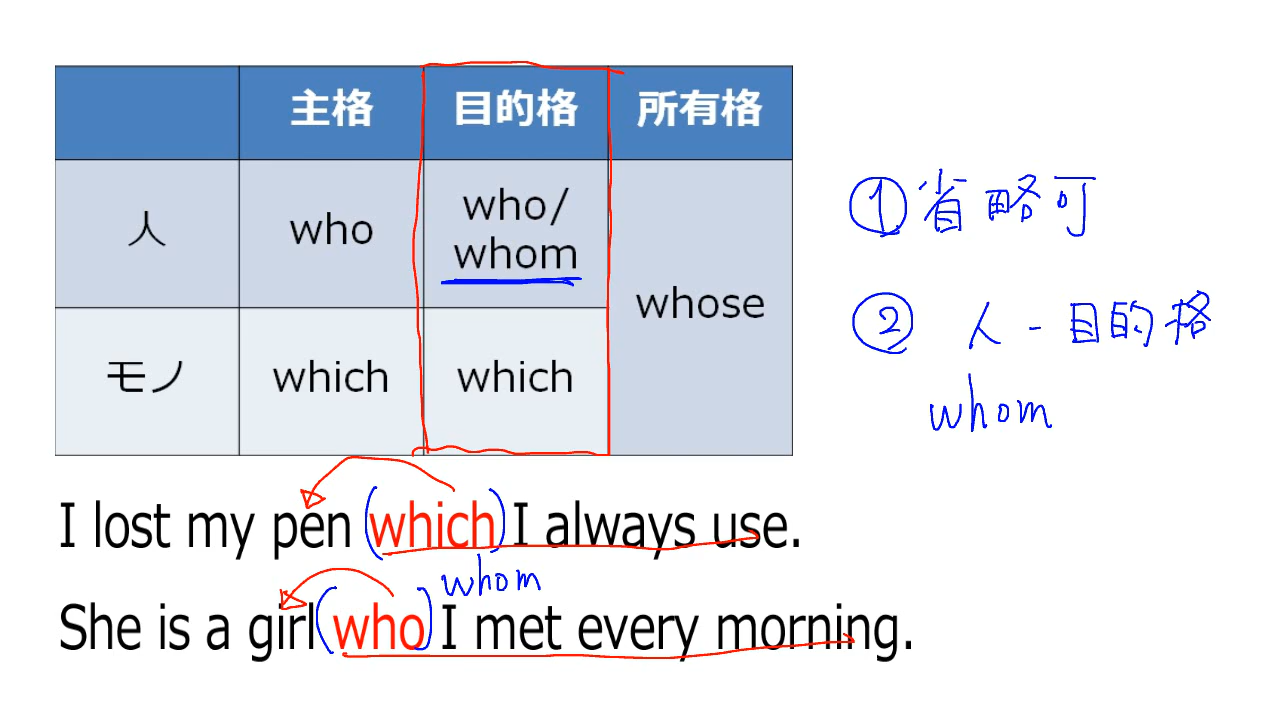 主格 目的格 所有格
人 who who/
whom
whose
モノ which which
① 省略可
② 人 - 目的格
whom
I lost my pen (which) I always use.
whom
She is a girl (who) I met every morning.